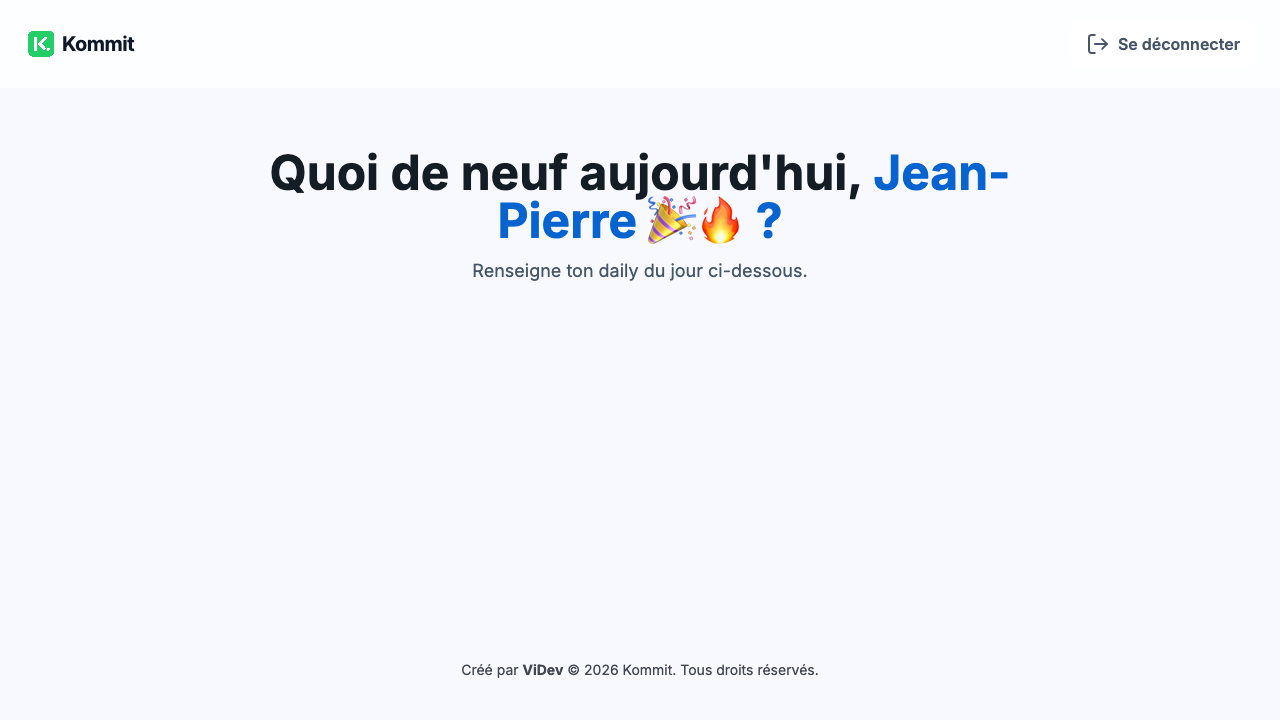 Kommit
Se déconnecter
Quoi de neuf aujourd'hui, Jean-
Pierre 🎉🔥 ?
Renseigne ton daily du jour ci-dessous.
Créé par ViDev © 2026 Kommit. Tous droits réservés.